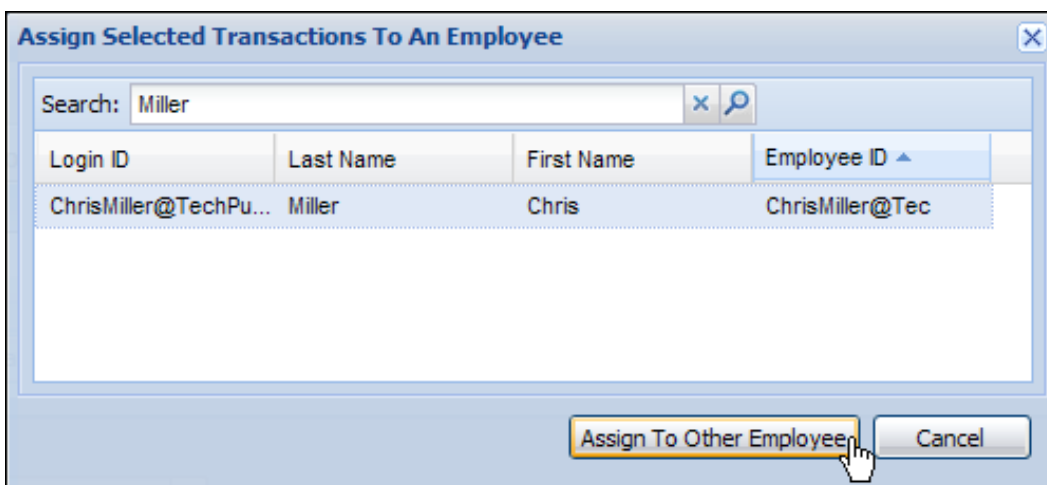 Assign Selected Transactions To An Employee
Search: Miller
Login ID Last Name First Name Employee ID
ChrisMiller@TechPu... Miller Chris ChrisMiller@Tec
Assign To Other Employee Cancel